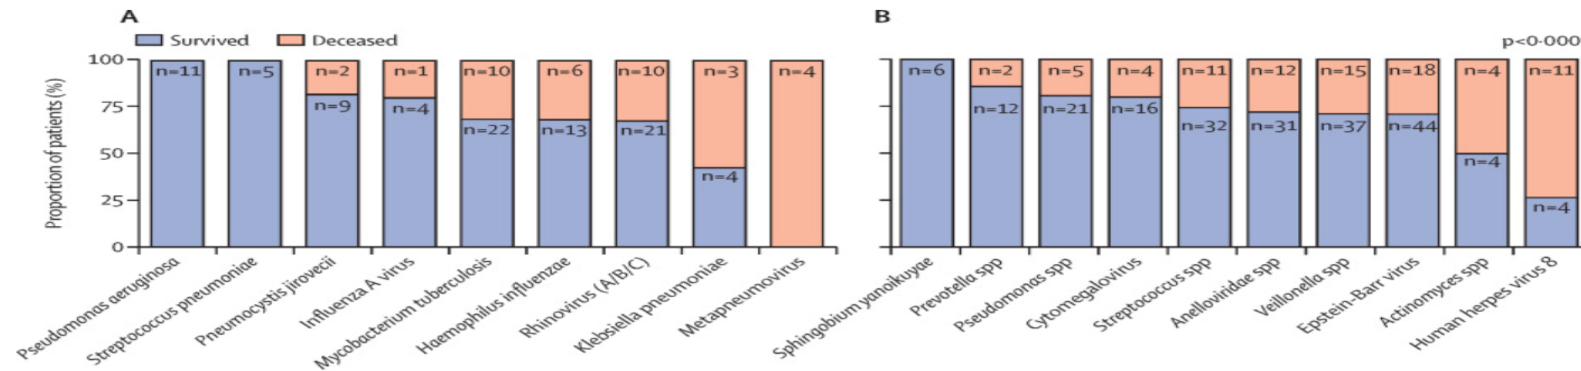 A
Survived Deceased
Proportion of patients (%)
100
75
50
25
0
n=11 n=5 n=2 n=1 n=10 n=6 n=10 n=3 n=4
n=9 n=4 n=22 n=13 n=21 n=4
Pseudomonas aeruginosa
Streptococcus pneumoniae
Pneumocystis jirovecii
Influenza A virus
Mycobacterium tuberculosis
Haemophilus influenzae
Rhinovirus (A/B/C)
Klebsiella pneumoniae
Metapneumovirus
B
p<0·000
n=6 n=2 n=5 n=4 n=11 n=12 n=15 n=18 n=4 n=11
n=12 n=21 n=16 n=32 n=31 n=37 n=44 n=4 n=4
Sphingobium yanoikuyae
Prevotella spp
Pseudomonas spp
Cytomegalovirus
Streptococcus spp
Anelloviridae spp
Veillonella spp
Epstein-Barr virus
Actinomyces spp
Human herpes virus 8